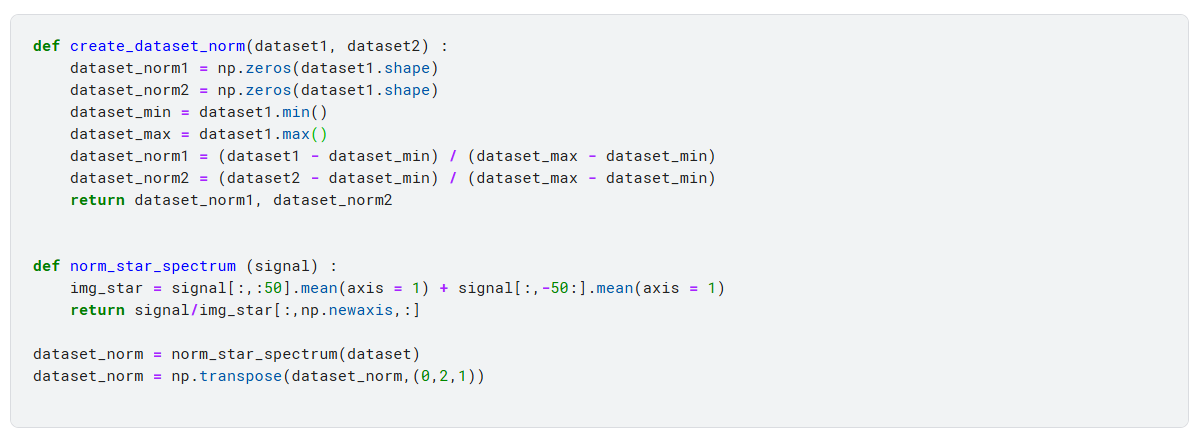 def create_dataset_norm(dataset1, dataset2) :
    dataset_norm1 = np.zeros(dataset1.shape)
    dataset_norm2 = np.zeros(dataset1.shape)
    dataset_min = dataset1.min()
    dataset_max = dataset1.max()
    dataset_norm1 = (dataset1 - dataset_min) / (dataset_max - dataset_min)
    dataset_norm2 = (dataset2 - dataset_min) / (dataset_max - dataset_min)
    return dataset_norm1, dataset_norm2
def norm_star_spectrum (signal) :
    img_star = signal[:,:50].mean(axis = 1) + signal[:,-50:].mean(axis = 1)
    return signal/img_star[:,np.newaxis,:]
dataset_norm = norm_star_spectrum(dataset)
dataset_norm = np.transpose(dataset_norm,(0,2,1))